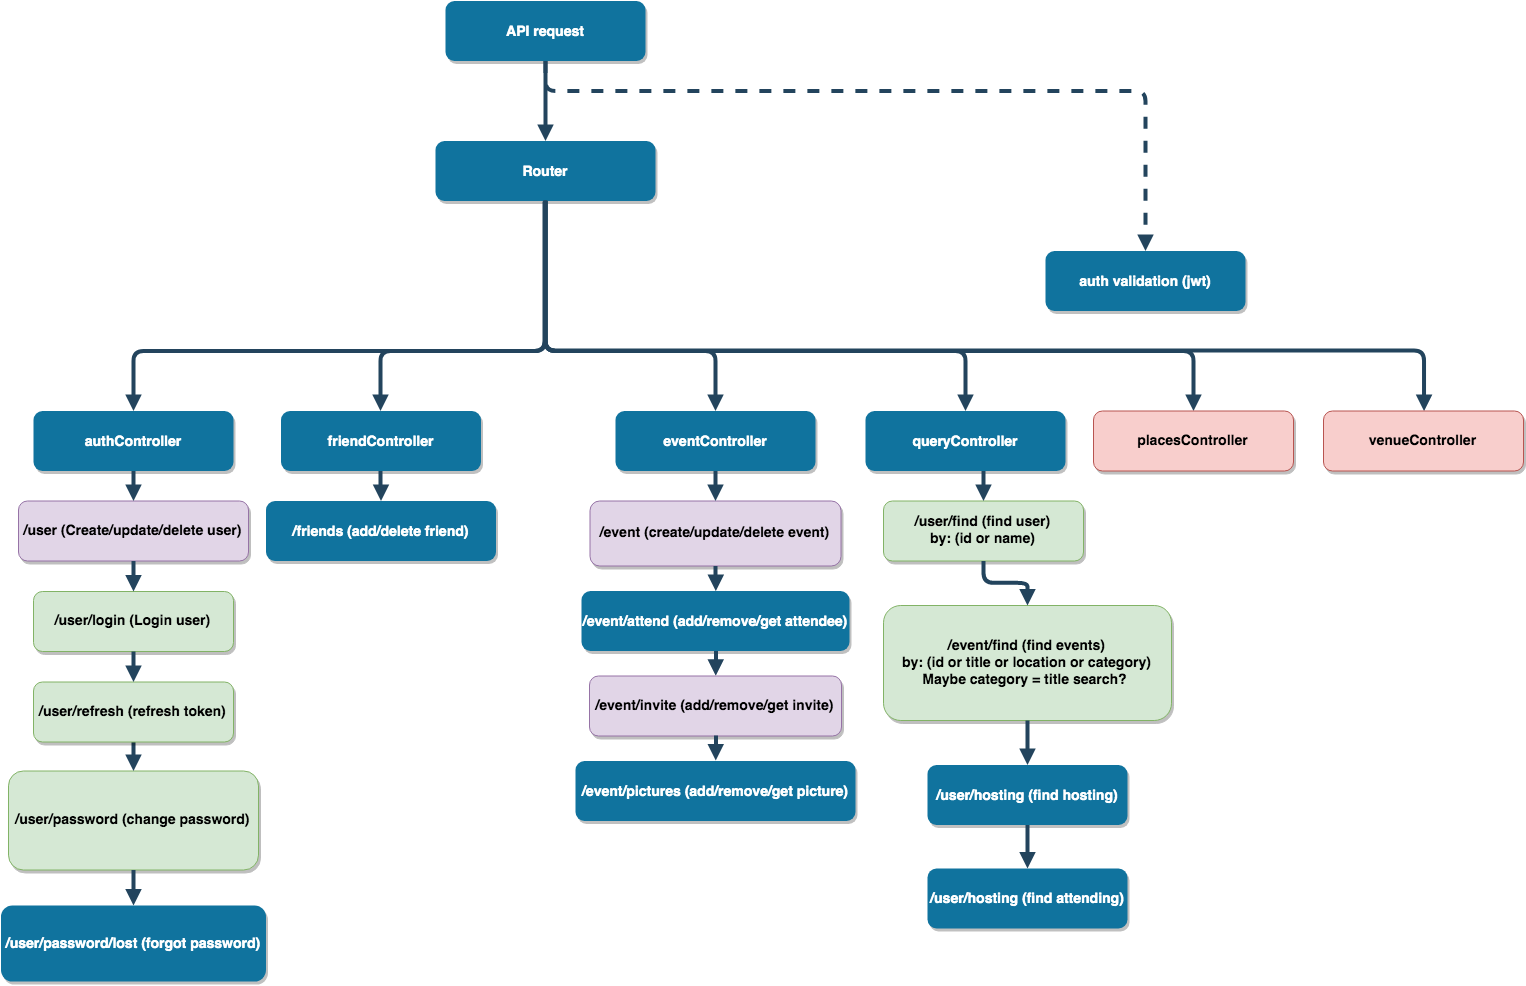 API request
Router
auth validation (jwt)
authController
friendController
eventController
queryController
placesController
venueController
/user (Create/update/delete user)
/user/login (Login user)
/user/refresh (refresh token)
/user/password (change password)
/user/password/lost (forgot password)
/friends (add/delete friend)
/event (create/update/delete event)
/event/attend (add/remove/get attendee)
/event/invite (add/remove/get invite)
/event/pictures (add/remove/get picture)
/user/find (find user)
by: (id or name)
/event/find (find events)
by: (id or title or location or category)
Maybe category = title search?
/user/hosting (find hosting)
/user/hosting (find attending)